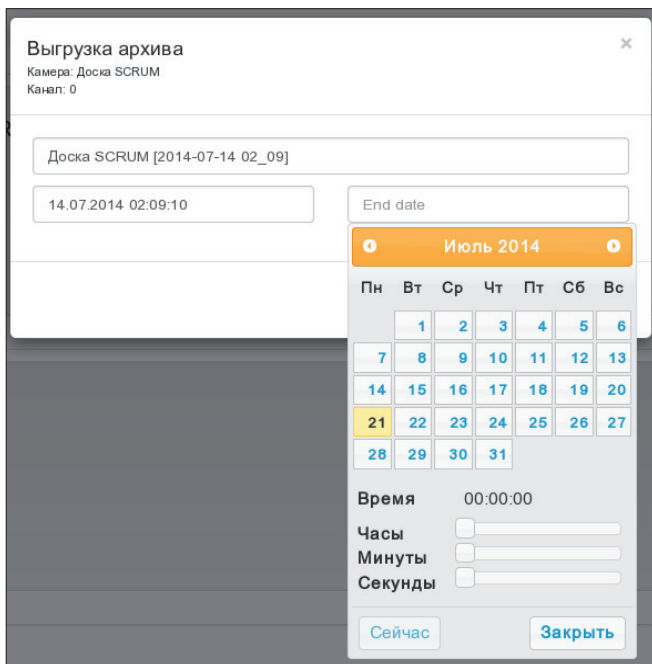 Выгрузка архива
×
Камера: Доска SCRUM
Канал: 0
Доска SCRUM [2014-07-14 02_09]
14.07.2014 02:09:10
End date
Июль 2014
Пн Вт Ср Чт Пт Сб Вс
1 2 3 4 5 6
7 8 9 10 11 12 13
14 15 16 17 18 19 20
21 22 23 24 25 26 27
28 29 30 31
Время 00:00:00
Часы
Минуты
Секунды
Сейчас Закрыть